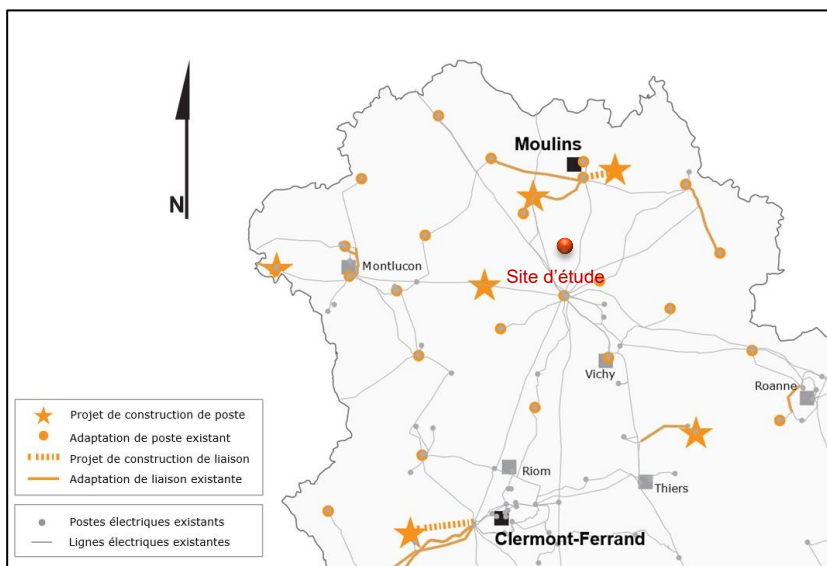 Moulins
N
Montlucon
Site d'étude
Vichy
Roanne
Riom
Thiers
Clermont-Ferrand
Projet de construction de poste
Adaptation de poste existant
Projet de construction de liaison
Adaptation de liaison existante
Postes électriques existants
Lignes électriques existantes